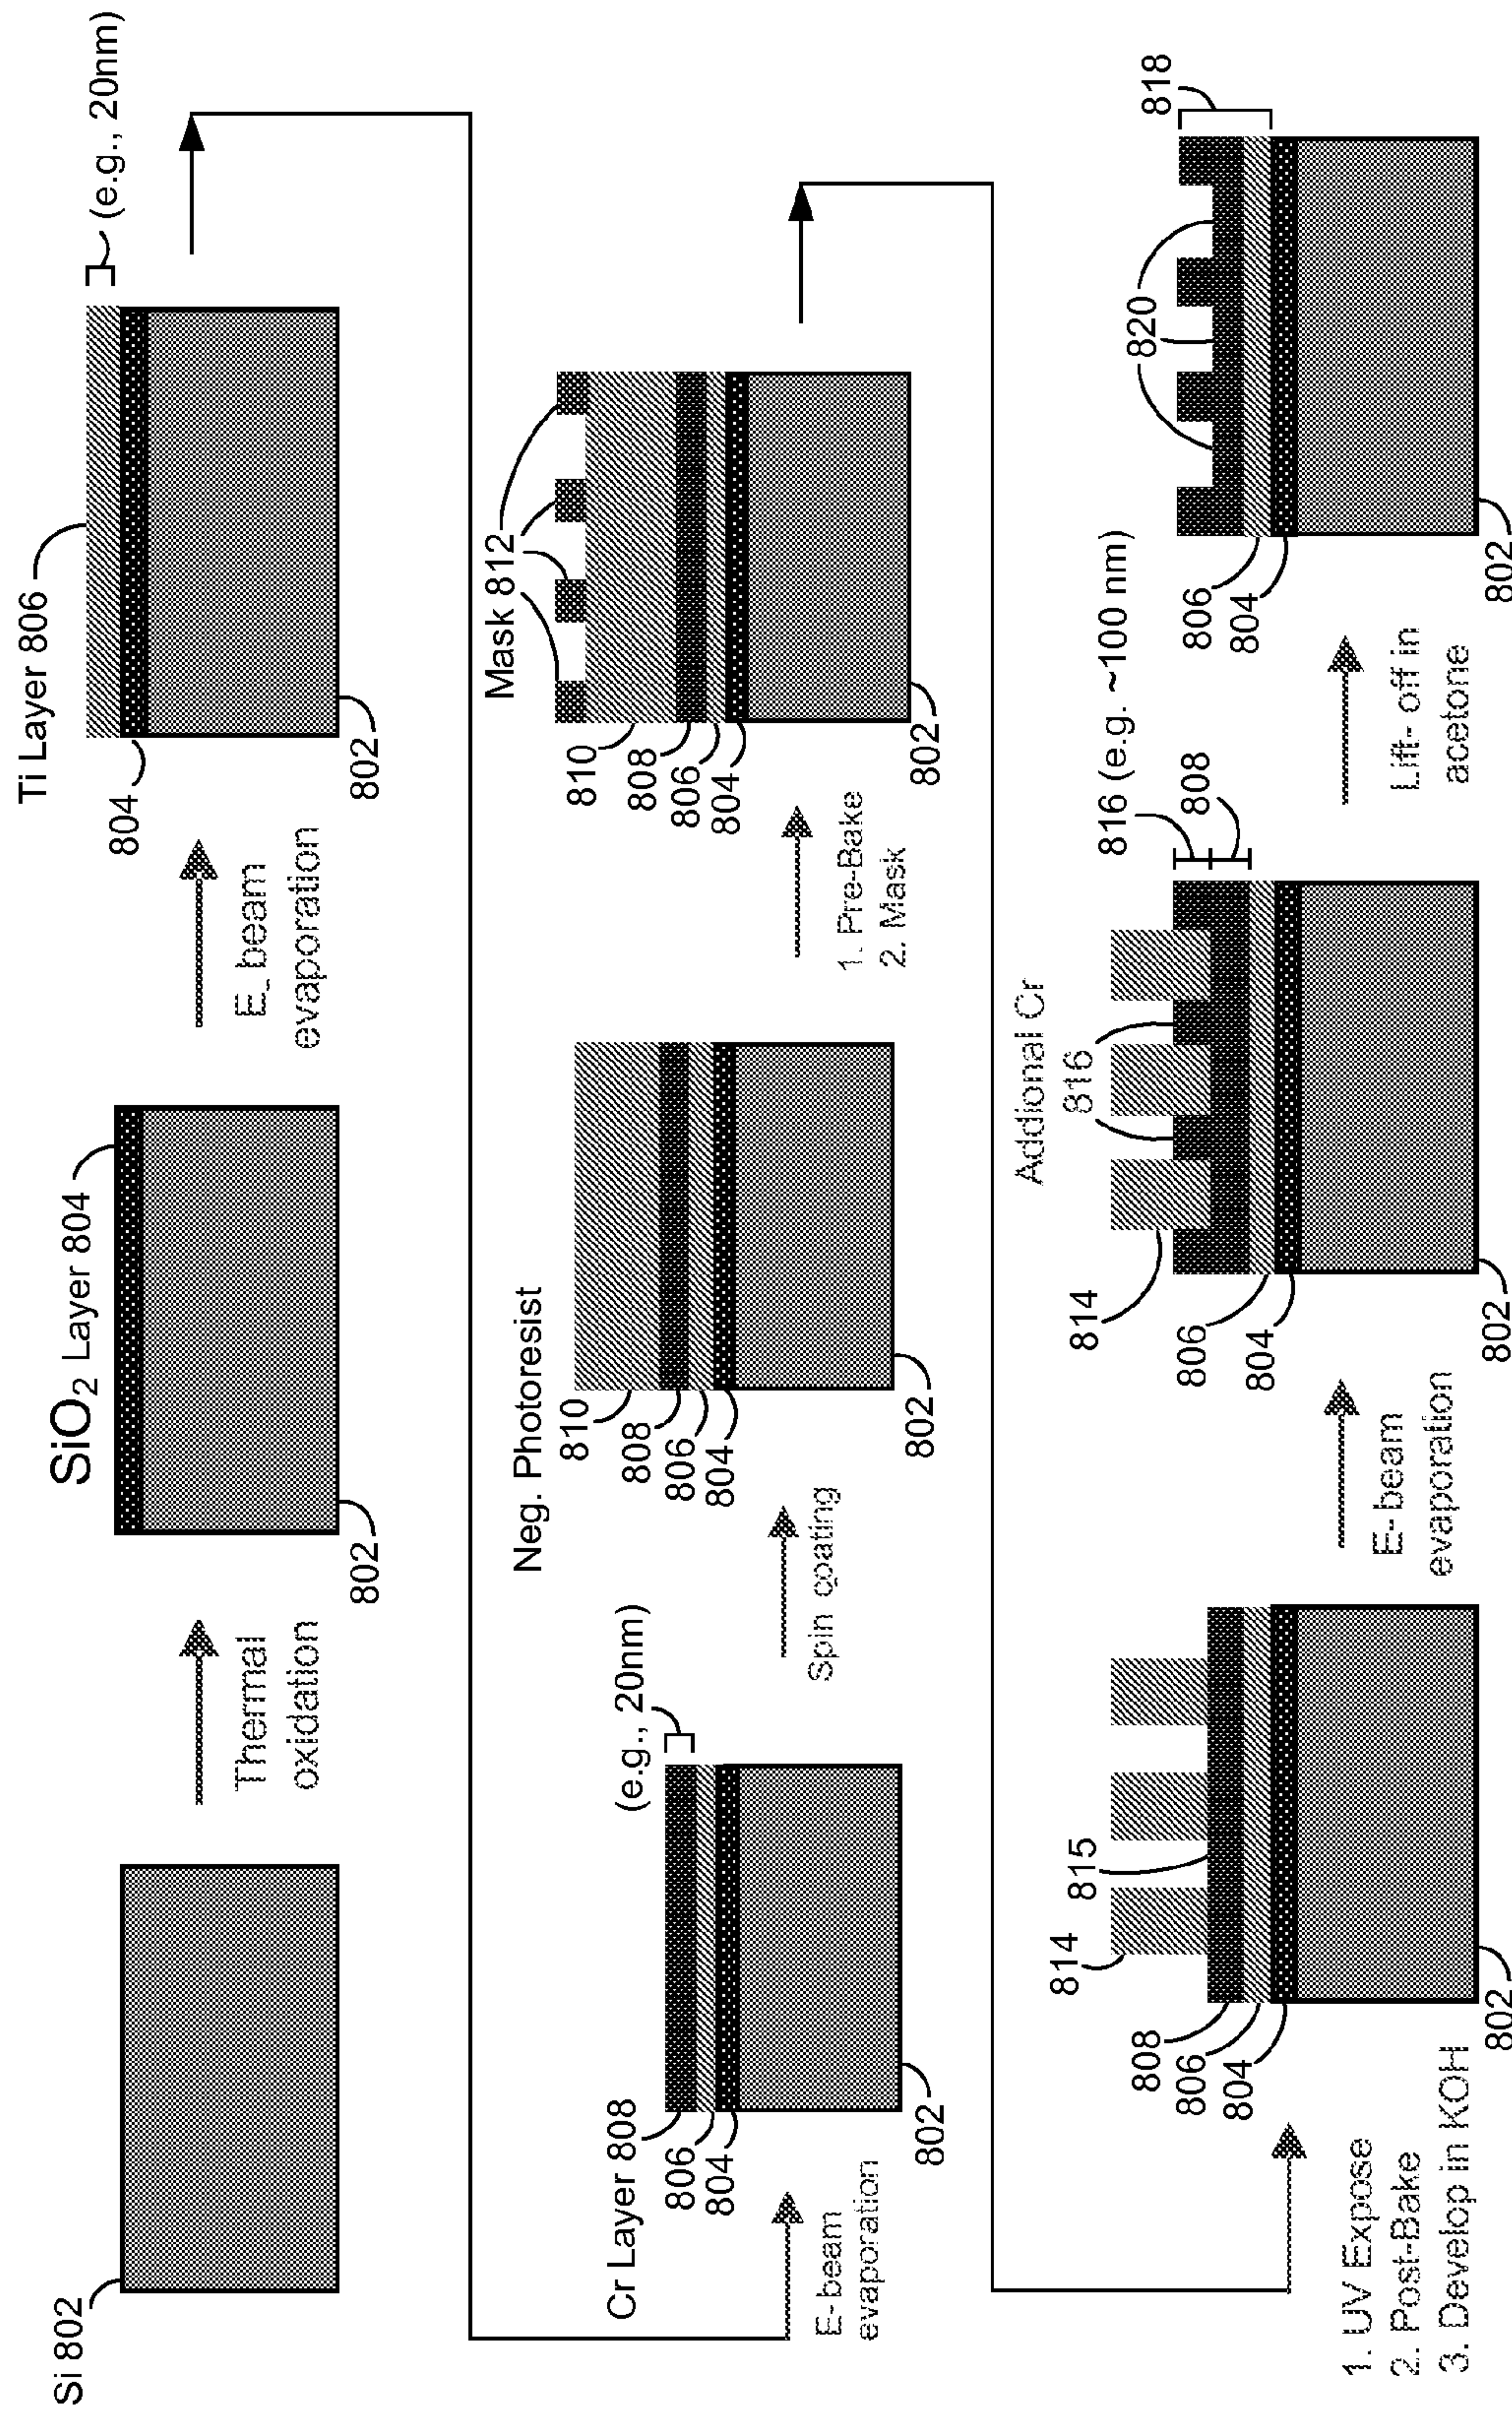 Si 802
Thermal
oxidation
SiO2 Layer 804
802
E_beam
evaporation
Ti Layer 806
804
802
(e.g., 20nm)
E-beam
evaporation
Cr Layer 808
806
804
802
(e.g., 20nm)
Spin coating
Neg. Photoresist
810
808
806
804
802
1. Pre-Bake
2. Mask
Mask 812
810
808
806
804
802
1. UV Expose
2. Post-Bake
3. Develop in KOH
808
806
804
802
814
815
E-beam
evaporation
814
806
804
802
Addional Cr
816
816 (e.g. ~100 nm)
808
Lift- off in
acetone
806
804
802
820
818